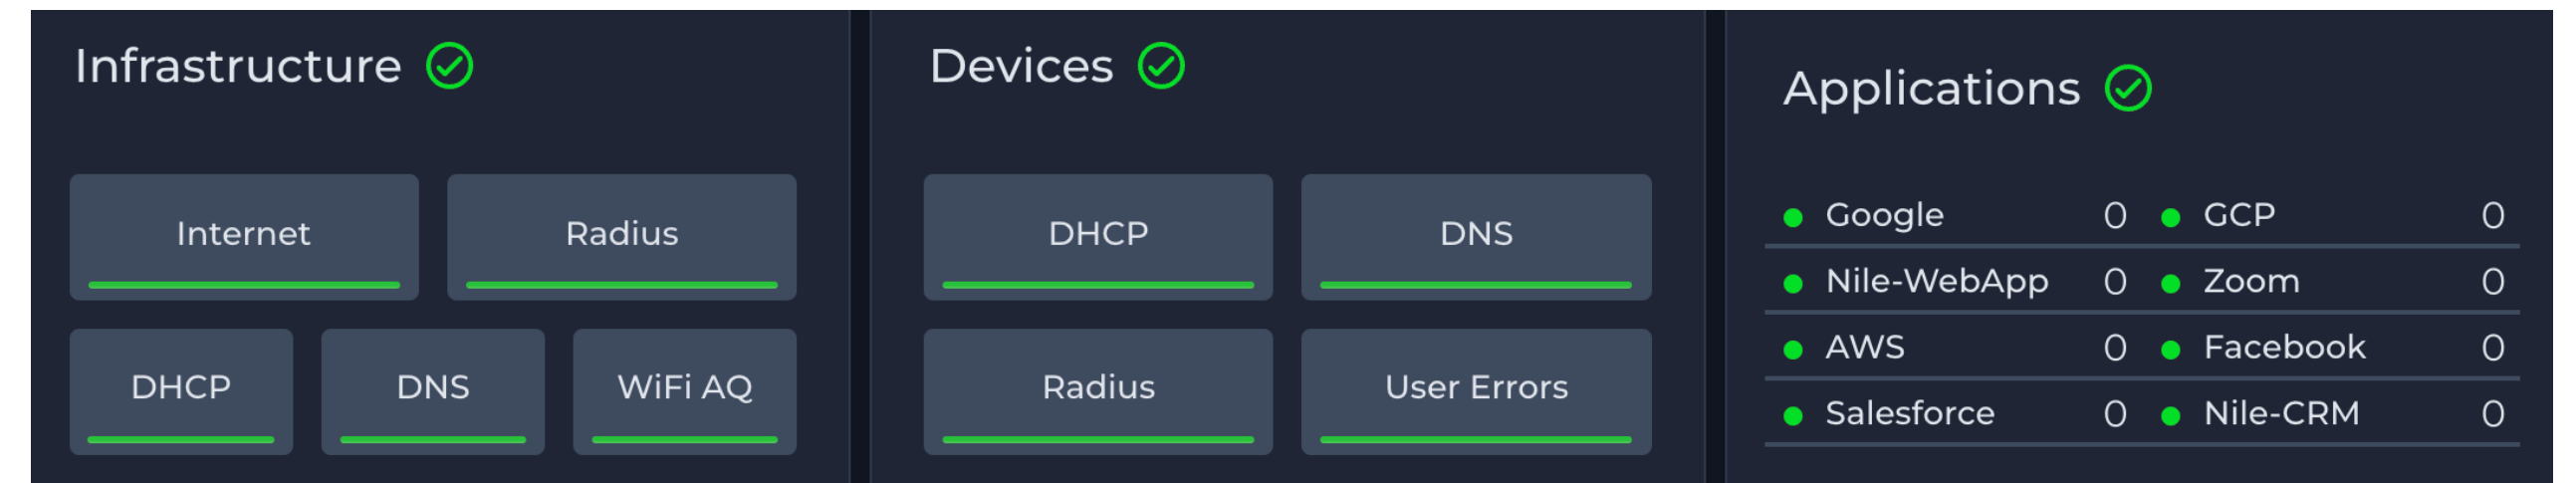 Infrastructure
Internet
Radius
DHCP
DNS
WiFi AQ
Devices
DHCP
DNS
Radius
User Errors
Applications
Google 0 GCP 0
Nile-WebApp 0 Zoom 0
AWS 0 Facebook 0
Salesforce 0 Nile-CRM 0